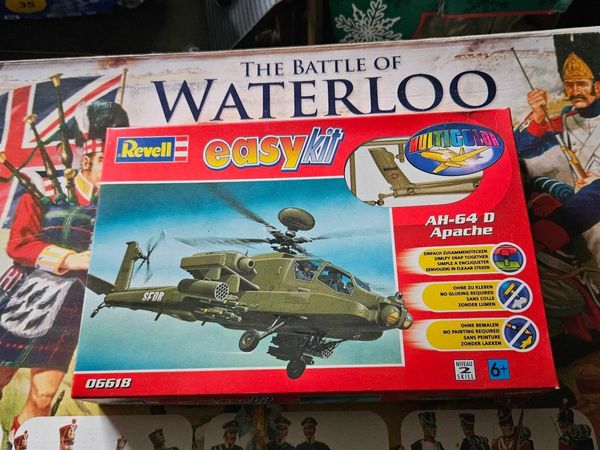 35
THE BATTLE OF
WATERLOO
Revell
easykit
MULTICOLOR
AH-64 D
Apache
EINFACH ZUSAMMENSTECKEN
SIMPLY SNAP TOGETHER
SIMPLE A ENCLIQUETER
EENVOUDIG IN ELKAAR STEKEN
OHNE ZU KLEBEN
NO GLUEING REQUIRED
SANS COLLE
ZONDER LIJMEN
OHNE BEMALEN
NO PAINTING REQUIRED
SANS PEINTURE
ZONDER LAKKEN
SFOR
06618
NIVEAU
2
SKILL
6+